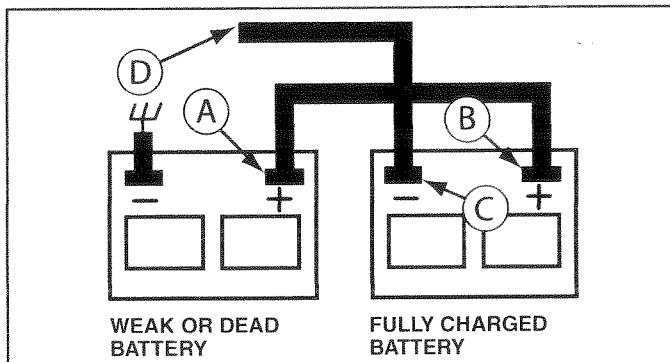 D
A
B
C
− +
− +
WEAK OR DEAD
BATTERY
FULLY CHARGED
BATTERY